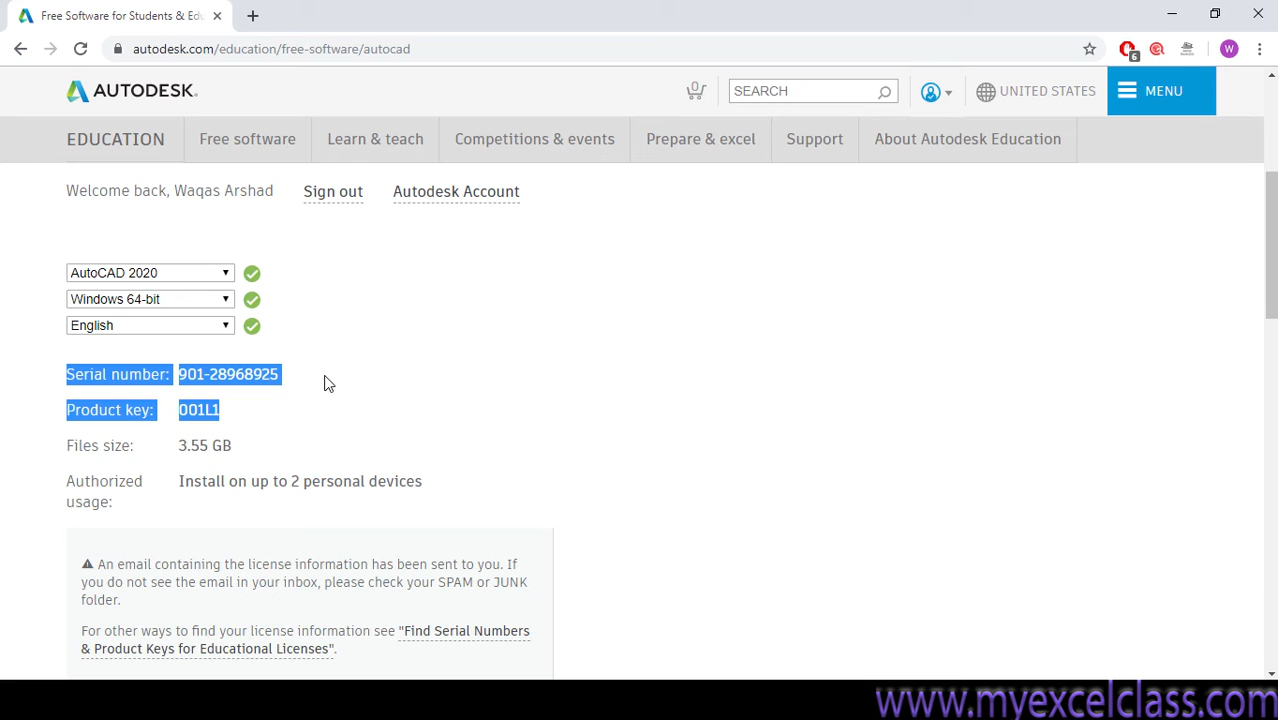 Free Software for Students & Edu
autodesk.com/education/free-software/autocad
6
W
AUTODESK.
0
SEARCH
UNITED STATES
MENU
EDUCATION
Free software
Learn & teach
Competitions & events
Prepare & excel
Support
About Autodesk Education
Welcome back, Waqas Arshad
Sign out
Autodesk Account
AutoCAD 2020
Windows 64-bit
English
Serial number: 901-28968925
Product key: 001L1
Files size: 3.55 GB
Authorized Install on up to 2 personal devices
usage:
An email containing the license information has been sent to you. If
you do not see the email in your inbox, please check your SPAM or JUNK
folder.
For other ways to find your license information see "Find Serial Numbers
& Product Keys for Educational Licenses".
www.myexcelclass.com